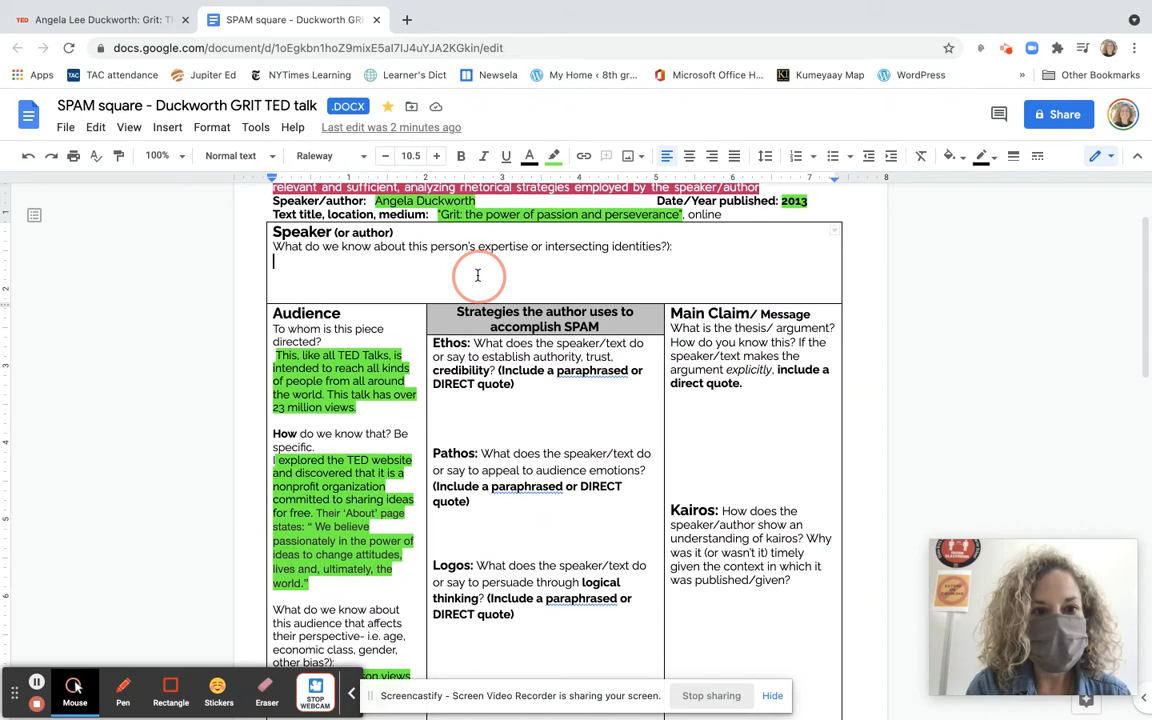 Angela Lee Duckworth: Grit: T
SPAM square - Duckworth GRI
docs.google.com/document/d/1oEgkbn1hoZ9mixE5aI7IJ4uYJA2KGkin/edit
Apps TAC attendance Jupiter Ed NYTimes Learning Learner's Dict Newsela My Home ‹ 8th gr... Microsoft Office H... Kumeyaay Map WordPress » Other Bookmarks
SPAM square - Duckworth GRIT TED talk .DOCX
Share
File Edit View Insert Format Tools Help Last edit was 2 minutes ago
100% Normal text Raleway 10.5
1 2 3 4 5 6 7 8
relevant and sufficient, analyzing rhetorical strategies employed by the speaker/author
Speaker/author: Angela Duckworth Date/Year published: 2013
Text title, location, medium: "Grit: the power of passion and perseverance", online
Speaker (or author)
What do we know about this person's expertise or intersecting identities?):
Audience
To whom is this piece
directed?
This, like all TED Talks, is
intended to reach all kinds
of people from all around
the world. This talk has over
23 million views.
How do we know that? Be
specific.
I explored the TED website
and discovered that it is a
nonprofit organization
committed to sharing ideas
for free. Their 'About' page
states: " We believe
passionately in the power of
ideas to change attitudes,
lives and, ultimately, the
world."
What do we know about
this audience that affects
their perspective- i.e. age,
economic class, gender,
other bias?):
on views
Strategies the author uses to
accomplish SPAM
Ethos: What does the speaker/text do
or say to establish authority, trust,
credibility? (Include a paraphrased or
DIRECT quote)
Pathos: What does the speaker/text do
or say to appeal to audience emotions?
(Include a paraphrased or DIRECT
quote)
Logos: What does the speaker/text do
or say to persuade through logical
thinking? (Include a paraphrased or
DIRECT quote)
Main Claim/ Message
What is the thesis/ argument?
How do you know this? If the
speaker/text makes the
argument explicitly, include a
direct quote.
Kairos: How does the
speaker/author show an
understanding of kairos? Why
was it (or wasn't it) timely
given the context in which it
was published/given?
Mouse Pen Rectangle Stickers Eraser STOP WEBCAM
Screencastify - Screen Video Recorder is sharing your screen. Stop sharing Hide